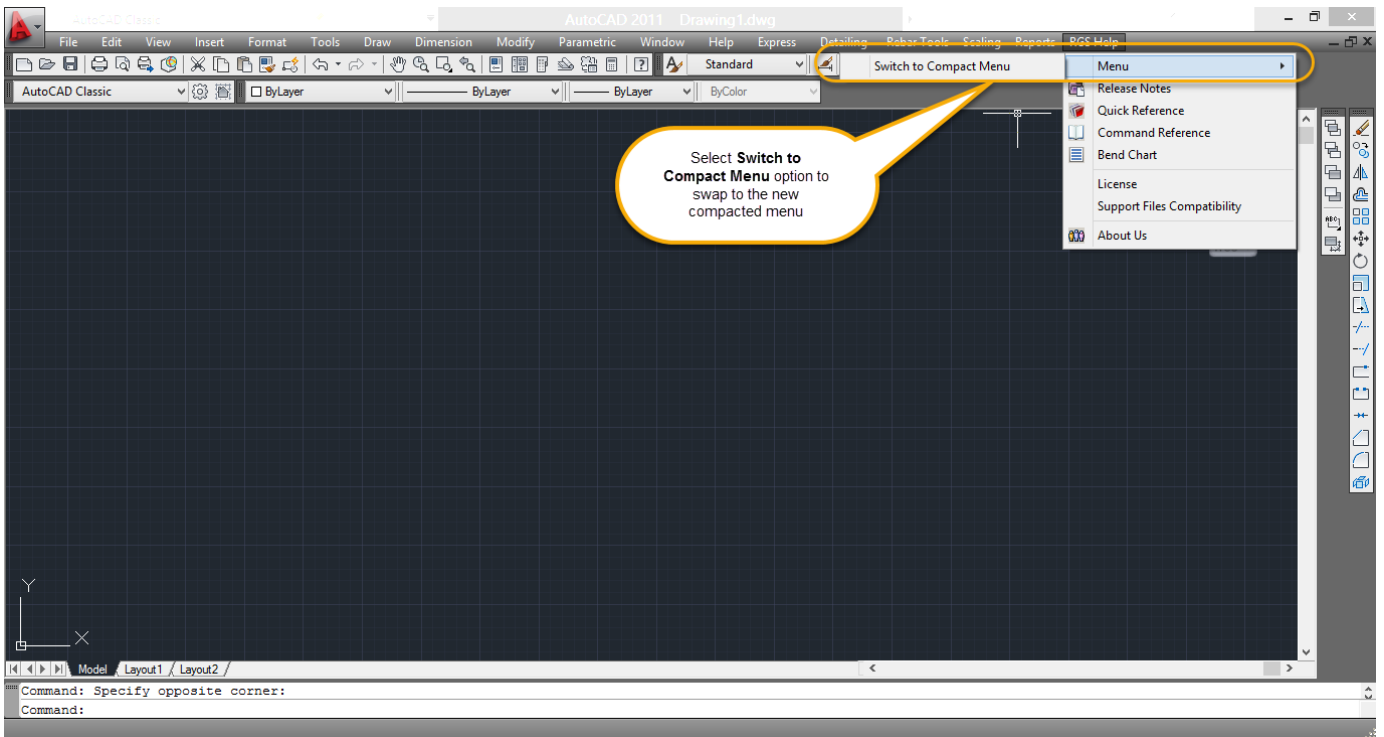 AutoCAD Classic
AutoCAD 2011 Drawing1.dwg
File Edit View Insert Format Tools Draw Dimension Modify Parametric Window Help Express Detailing Rebar Tools Scaling Reports RGS Help
Standard
Switch to Compact Menu
Menu
AutoCAD Classic ByLayer ByLayer ByLayer ByColor
Release Notes
Quick Reference
Command Reference
Bend Chart
License
Support Files Compatibility
About Us
Select Switch to
Compact Menu option to
swap to the new
compacted menu
ABC
Y
X
Model Layout1 Layout2
Command: Specify opposite corner:
Command: